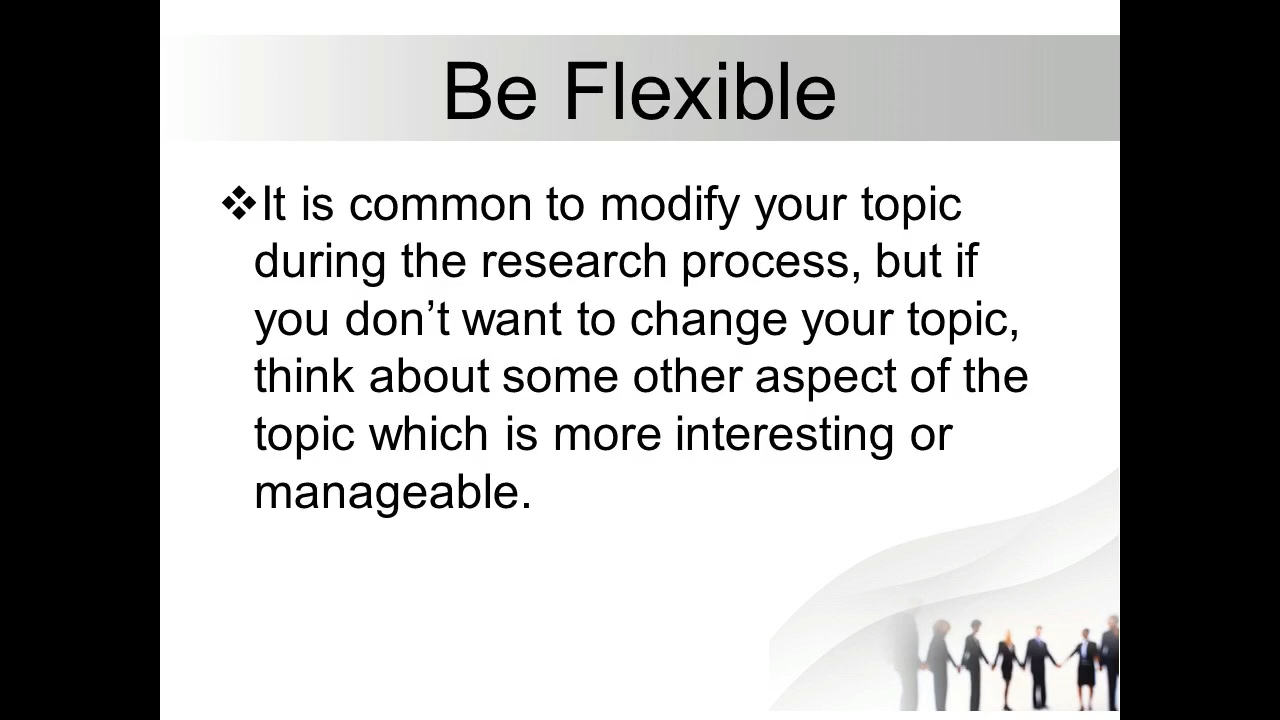 Be Flexible
❖It is common to modify your topic
during the research process, but if
you don’t want to change your topic,
think about some other aspect of the
topic which is more interesting or
manageable.